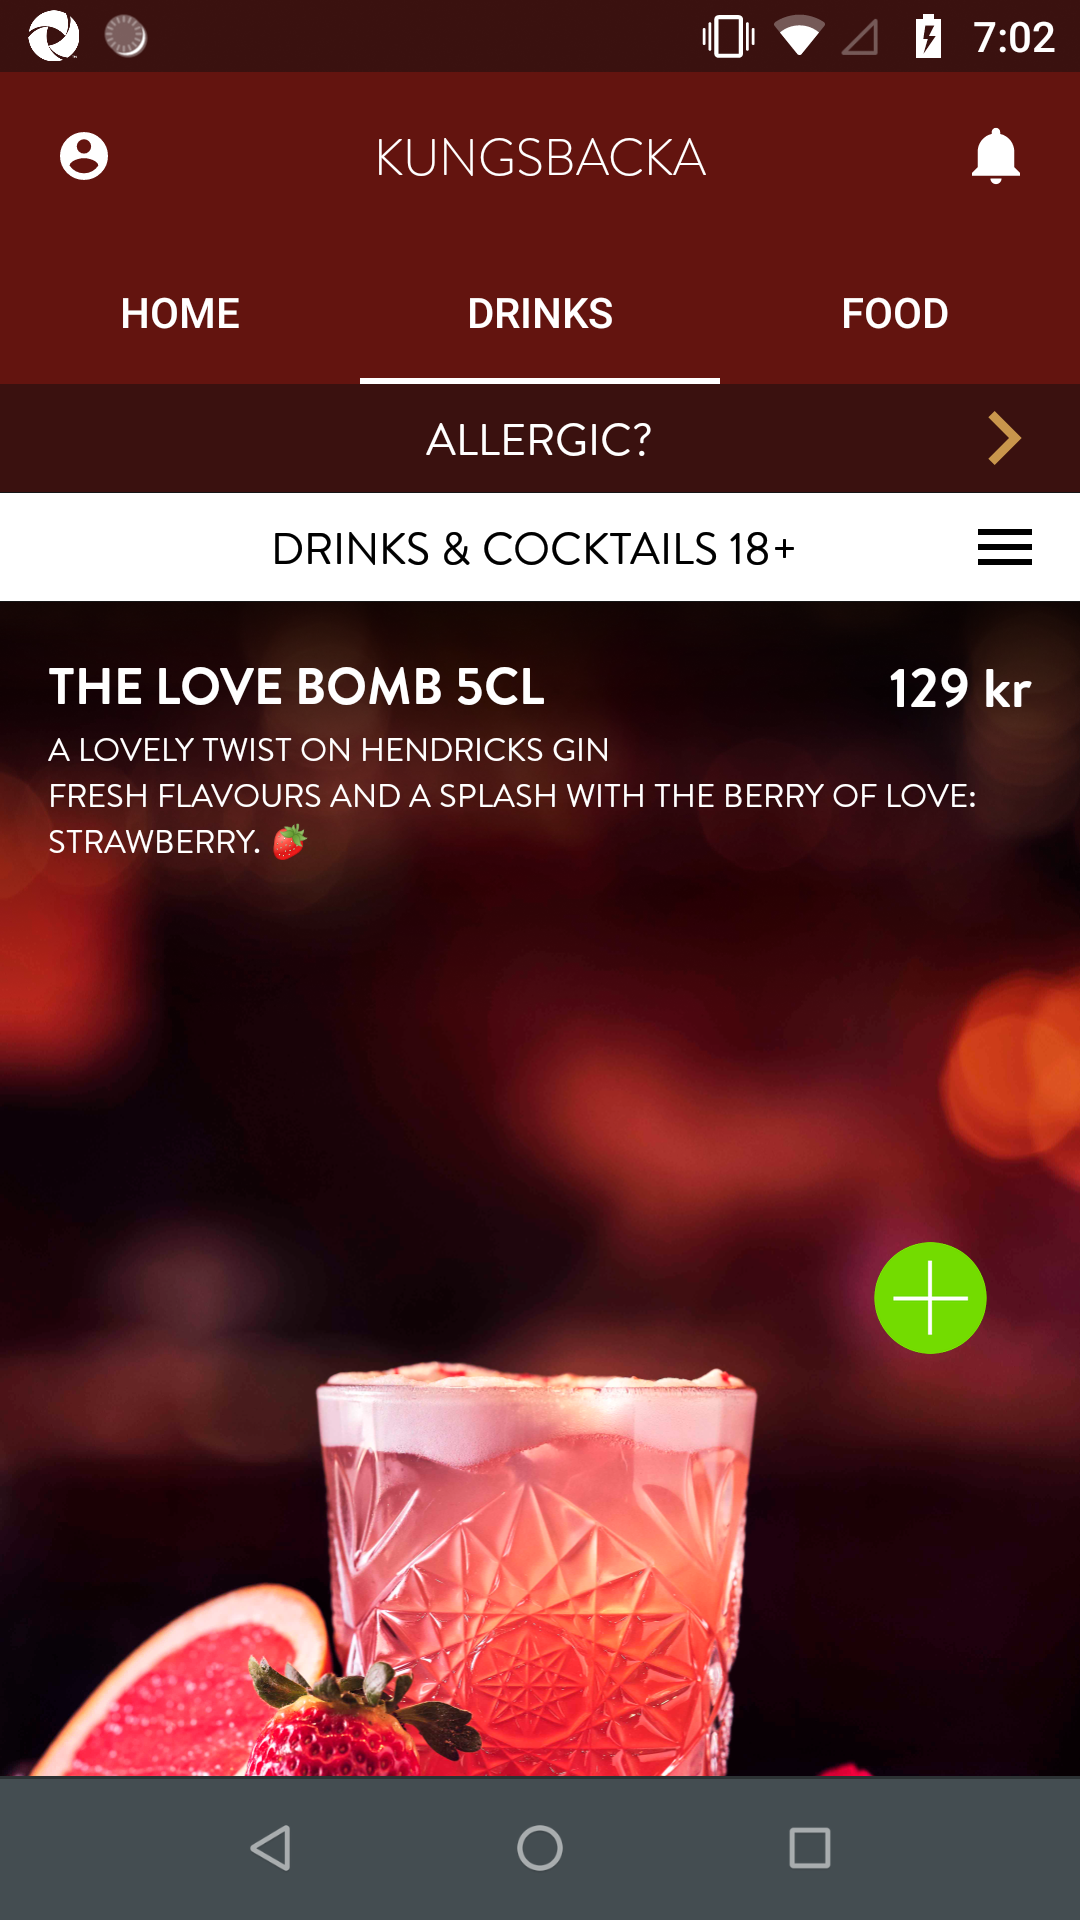 7:02
KUNGSBACKA
HOME DRINKS FOOD
ALLERGIC?
DRINKS & COCKTAILS 18+
THE LOVE BOMB 5CL 129 kr
A LOVELY TWIST ON HENDRICKS GIN
FRESH FLAVOURS AND A SPLASH WITH THE BERRY OF LOVE:
STRAWBERRY. 🍓